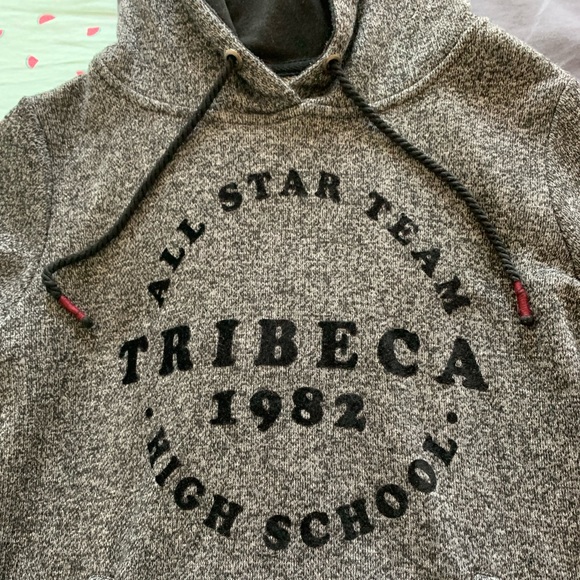 ALL STAR TEAM
TRIBECA
1982
· HIGH SCHOOL ·